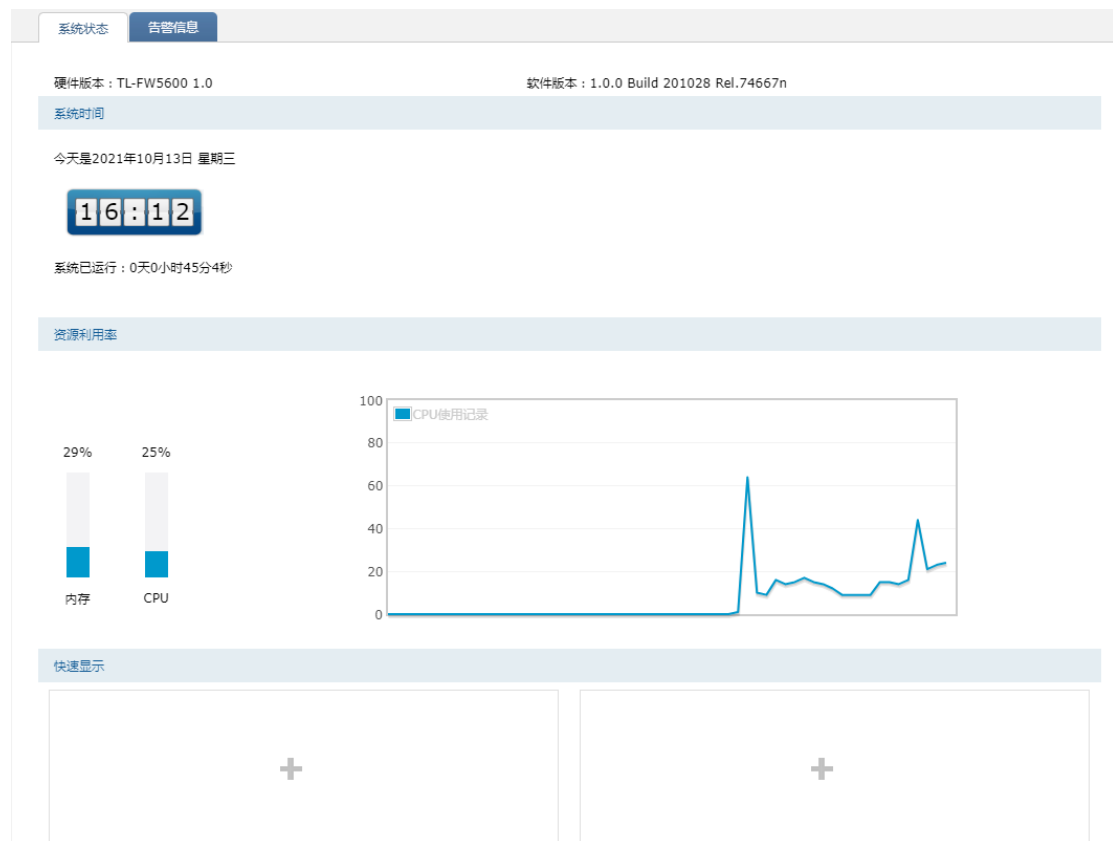 系统状态 告警信息
硬件版本：TL-FW5600 1.0 软件版本：1.0.0 Build 201028 Rel.74667n
系统时间
今天是2021年10月13日 星期三
16:12
系统已运行：0天0小时45分4秒
资源利用率
100
CPU使用记录
80
29% 25%
60
40
20
内存 CPU
0
快速显示